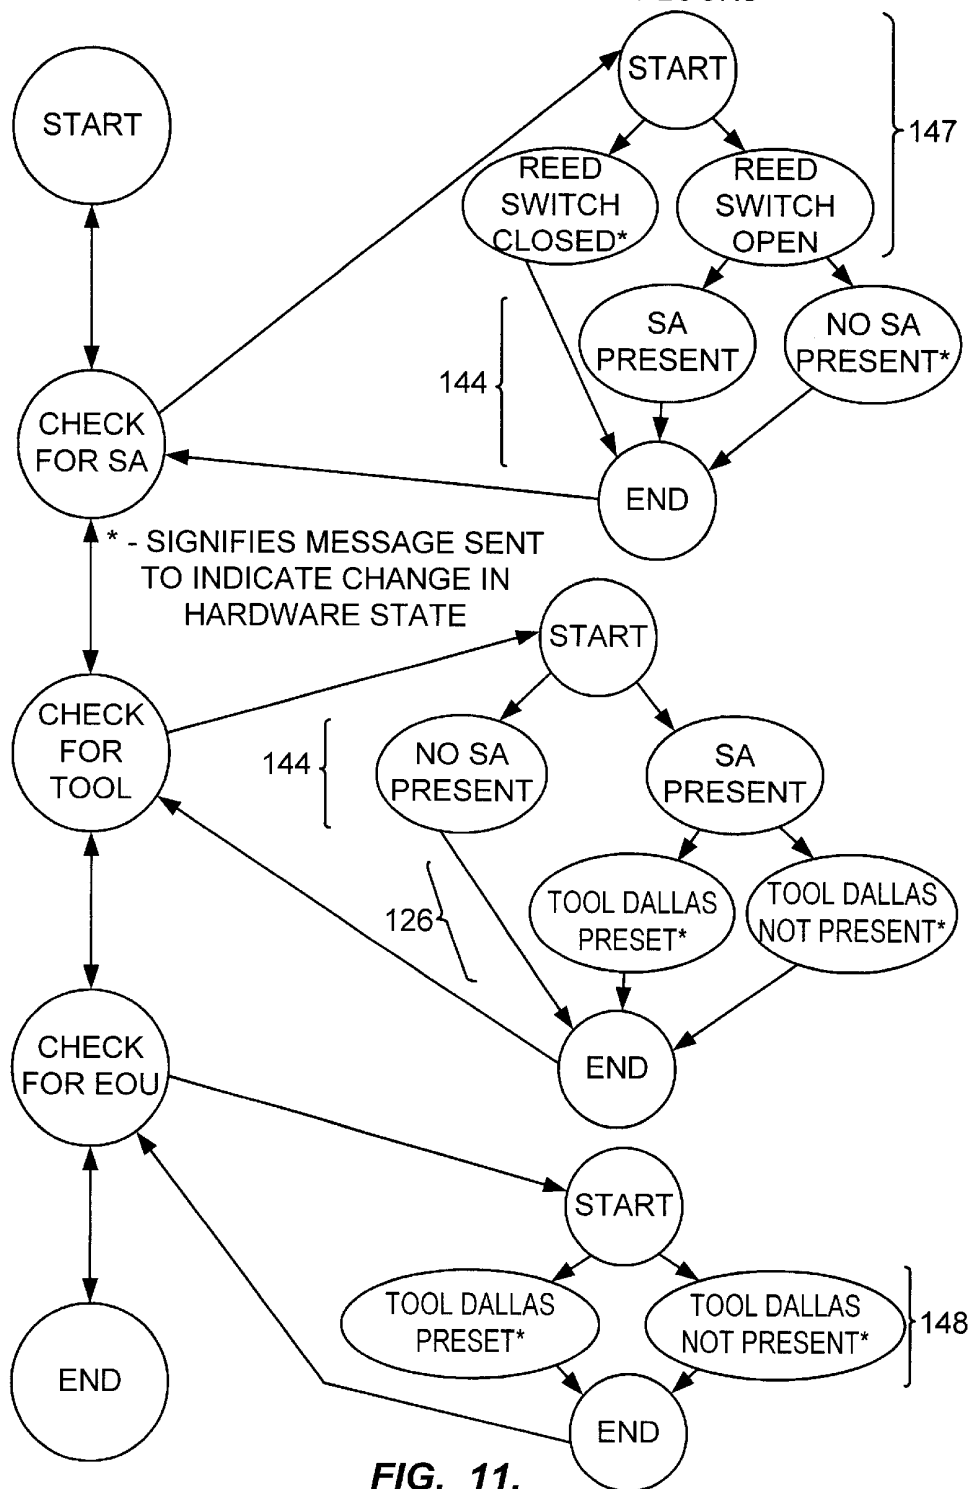 START
START
REED
SWITCH
CLOSED*
REED
SWITCH
OPEN
147
SA
PRESENT
NO SA
PRESENT*
144
CHECK
FOR SA
END
* - SIGNIFIES MESSAGE SENT
TO INDICATE CHANGE IN
HARDWARE STATE
START
CHECK
FOR
TOOL
144
NO SA
PRESENT
SA
PRESENT
126
TOOL DALLAS
PRESET*
TOOL DALLAS
NOT PRESENT*
END
CHECK
FOR EOU
START
TOOL DALLAS
PRESET*
TOOL DALLAS
NOT PRESENT*
148
END
END
FIG. 11.